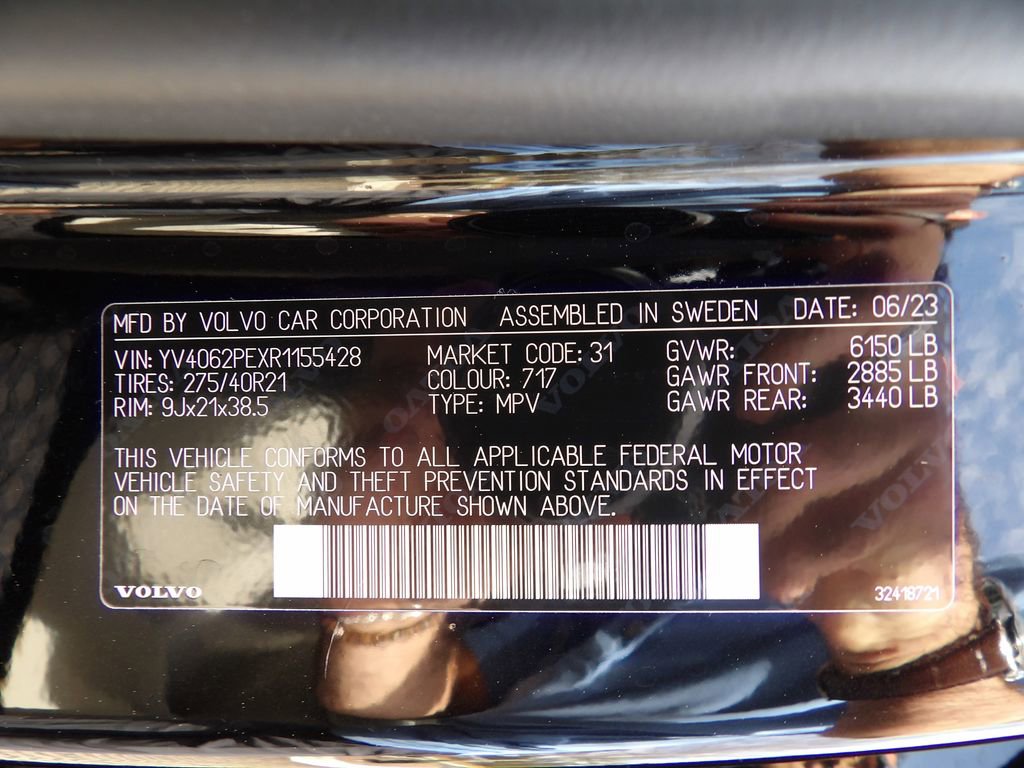 MFD BY VOLVO CAR CORPORATION ASSEMBLED IN SWEDEN DATE: 06/23
VIN: YV4062PEXR1155428 MARKET CODE: 31 GVWR: 6150 LB
TIRES: 275/40R21 COLOUR: 717 GAWR FRONT: 2885 LB
RIM: 9Jx21x38.5 TYPE: MPV GAWR REAR: 3440 LB
THIS VEHICLE CONFORMS TO ALL APPLICABLE FEDERAL MOTOR
VEHICLE SAFETY AND THEFT PREVENTION STANDARDS IN EFFECT
ON THE DATE OF MANUFACTURE SHOWN ABOVE.
VOLVO 32418721